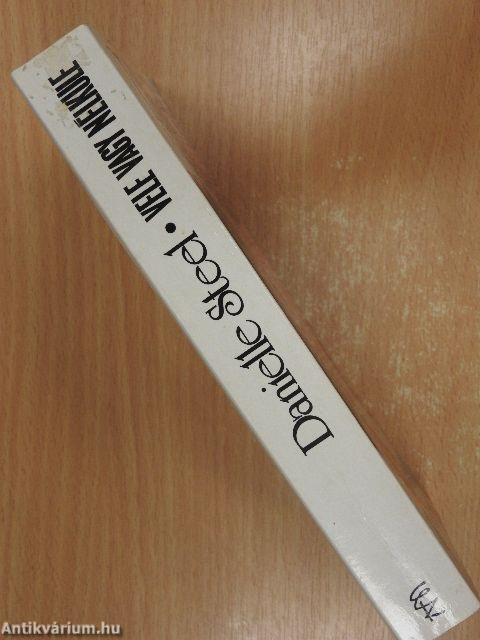 Danielle Steel • VELE VAGY NÉLKÜLE
Antikvárium.hu